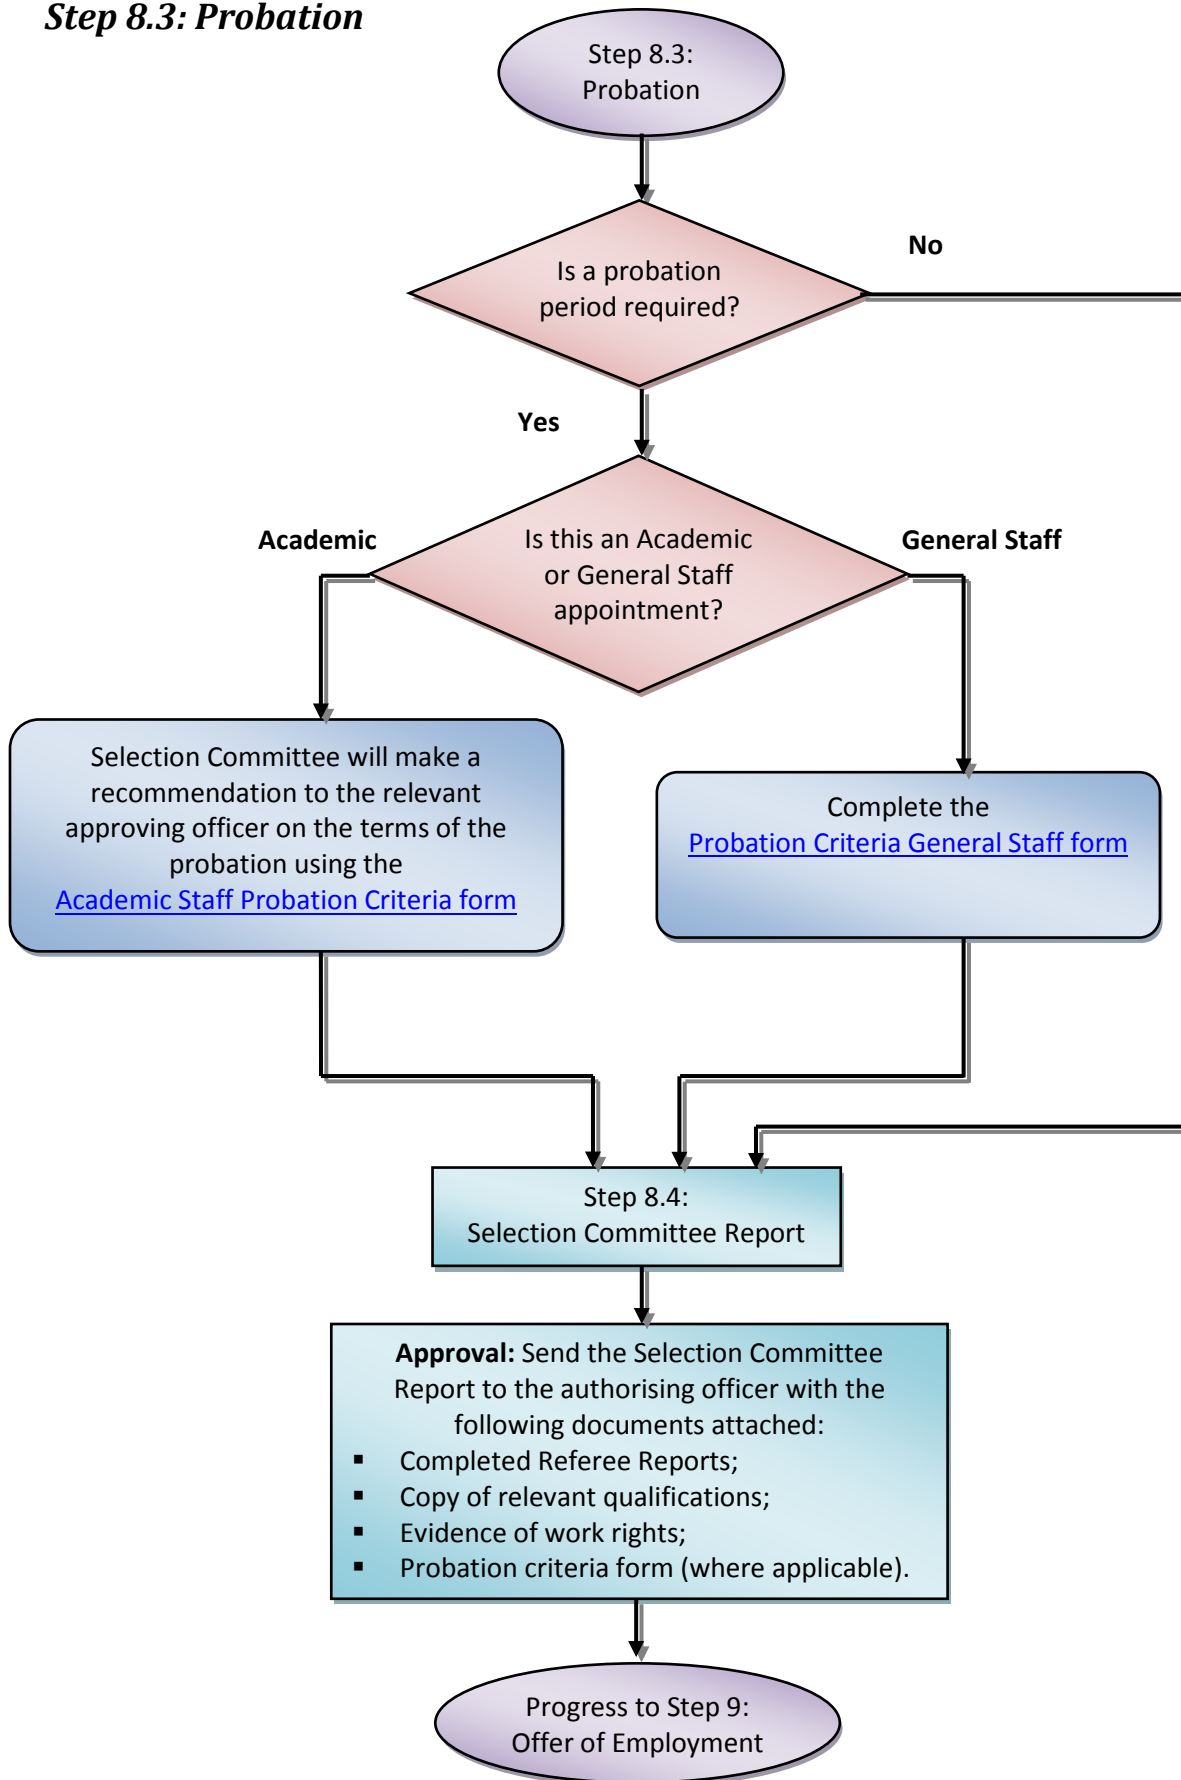 Step 8.3: Probation
Step 8.3:
Probation
Is a probation
period required?
No
Yes
Is this an Academic
or General Staff
appointment?
Academic
General Staff
Selection Committee will make a
recommendation to the relevant
approving officer on the terms of the
probation using the
Academic Staff Probation Criteria form
Complete the
Probation Criteria General Staff form
Step 8.4:
Selection Committee Report
Approval: Send the Selection Committee
Report to the authorising officer with the
following documents attached:
▪ Completed Referee Reports;
▪ Copy of relevant qualifications;
▪ Evidence of work rights;
▪ Probation criteria form (where applicable).
Progress to Step 9:
Offer of Employment